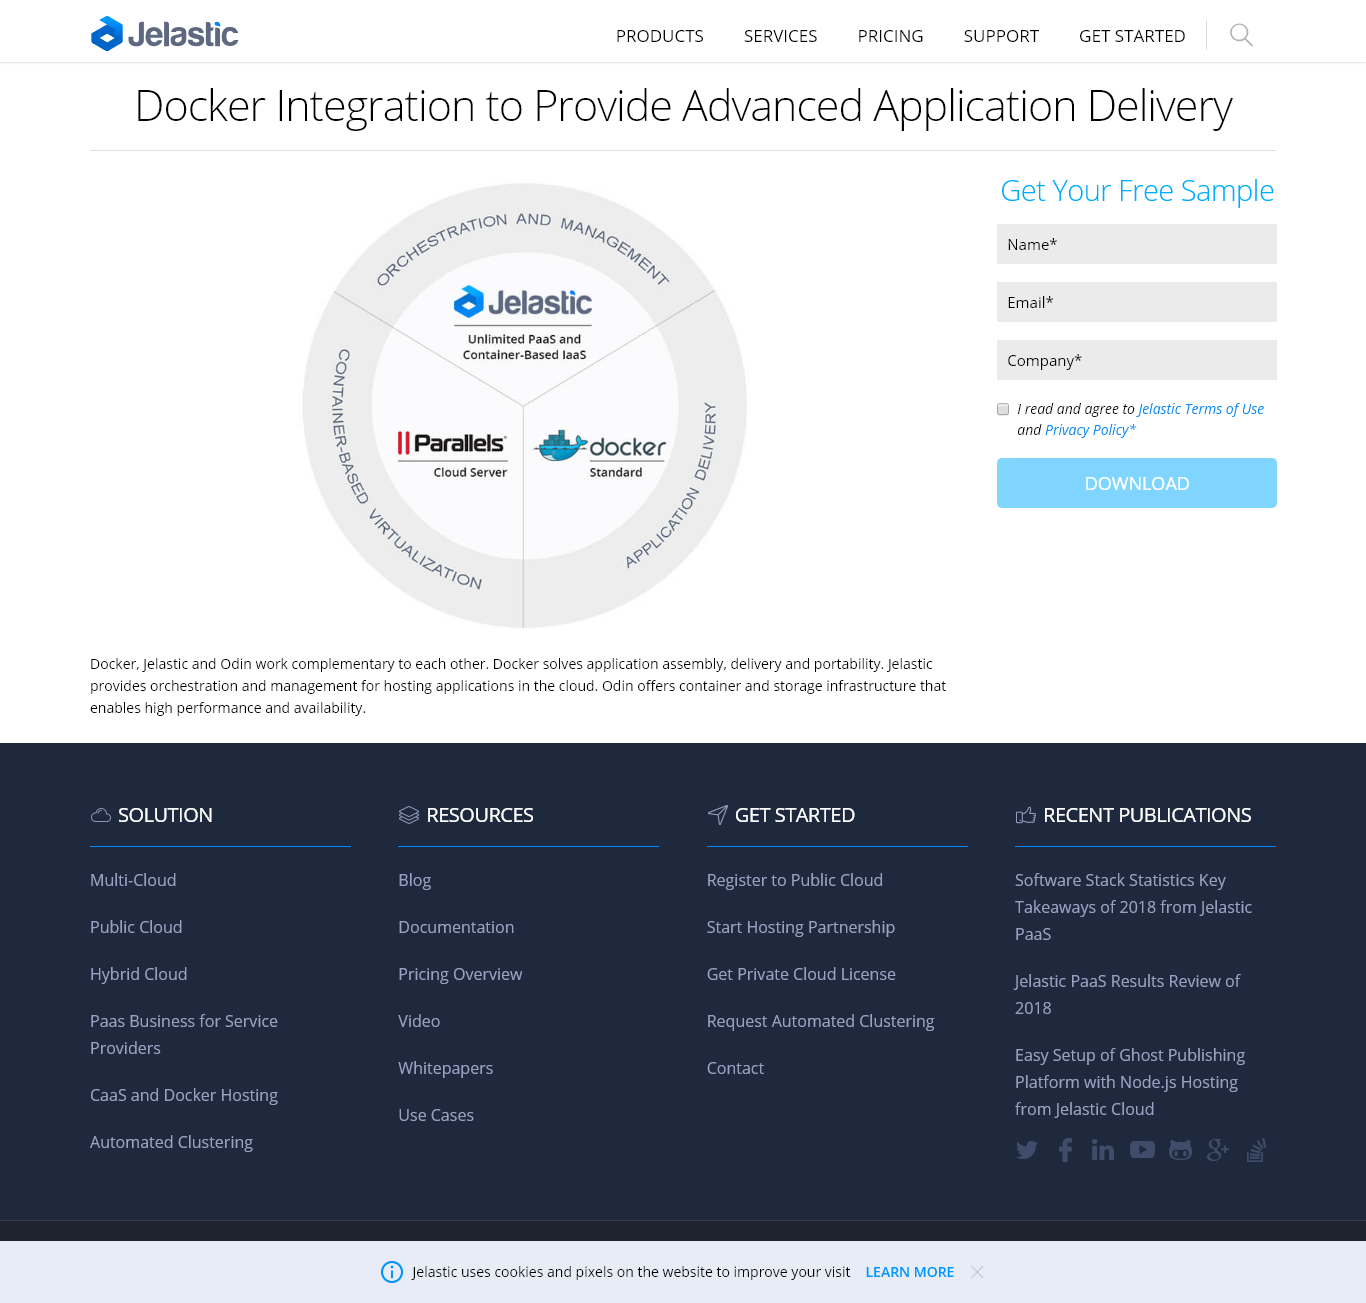 Jelastic
PRODUCTS
SERVICES
PRICING
SUPPORT
GET STARTED
Docker Integration to Provide Advanced Application Delivery
ORCHESTRATION AND MANAGEMENT
Jelastic
Unlimited PaaS and
Container-Based IaaS
CONTAINER-BASED VIRTUALIZATION
Parallels
Cloud Server
docker
Standard
APPLICATION DELIVERY
Get Your Free Sample
Name*
Email*
Company*
I read and agree to Jelastic Terms of Use
and Privacy Policy*
DOWNLOAD
Docker, Jelastic and Odin work complementary to each other. Docker solves application assembly, delivery and portability. Jelastic
provides orchestration and management for hosting applications in the cloud. Odin offers container and storage infrastructure that
enables high performance and availability.
SOLUTION
Multi-Cloud
Public Cloud
Hybrid Cloud
Paas Business for Service
Providers
CaaS and Docker Hosting
Automated Clustering
RESOURCES
Blog
Documentation
Pricing Overview
Video
Whitepapers
Use Cases
GET STARTED
Register to Public Cloud
Start Hosting Partnership
Get Private Cloud License
Request Automated Clustering
Contact
RECENT PUBLICATIONS
Software Stack Statistics Key
Takeaways of 2018 from Jelastic
PaaS
Jelastic PaaS Results Review of
2018
Easy Setup of Ghost Publishing
Platform with Node.js Hosting
from Jelastic Cloud
Jelastic uses cookies and pixels on the website to improve your visit LEARN MORE